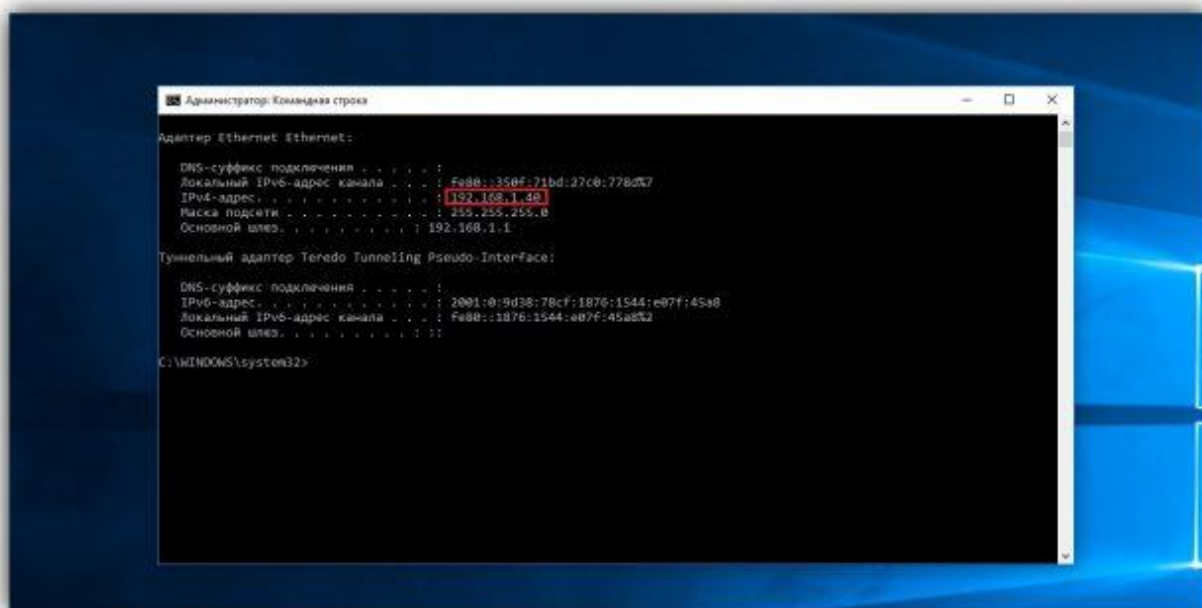 Администратор: Командная строка
Адаптер Ethernet Ethernet:
DNS-суффикс подключения . . . . . :
Локальный IPv6-адрес канала . . . : fe80::350f:71bd:27c0:778d%7
IPv4-адрес. . . . . . . . . . . . : 192.168.1.40
Маска подсети . . . . . . . . . . : 255.255.255.0
Основной шлюз. . . . . . . . . : 192.168.1.1
Туннельный адаптер Teredo Tunneling Pseudo-Interface:
DNS-суффикс подключения . . . . . :
IPv6-адрес. . . . . . . . . . . . : 2001:0:9d38:78cf:1876:1544:e07f:45a8
Локальный IPv6-адрес канала . . . : fe80::1876:1544:e07f:45a8%2
Основной шлюз. . . . . . . . . : ::
C:\WINDOWS\system32>